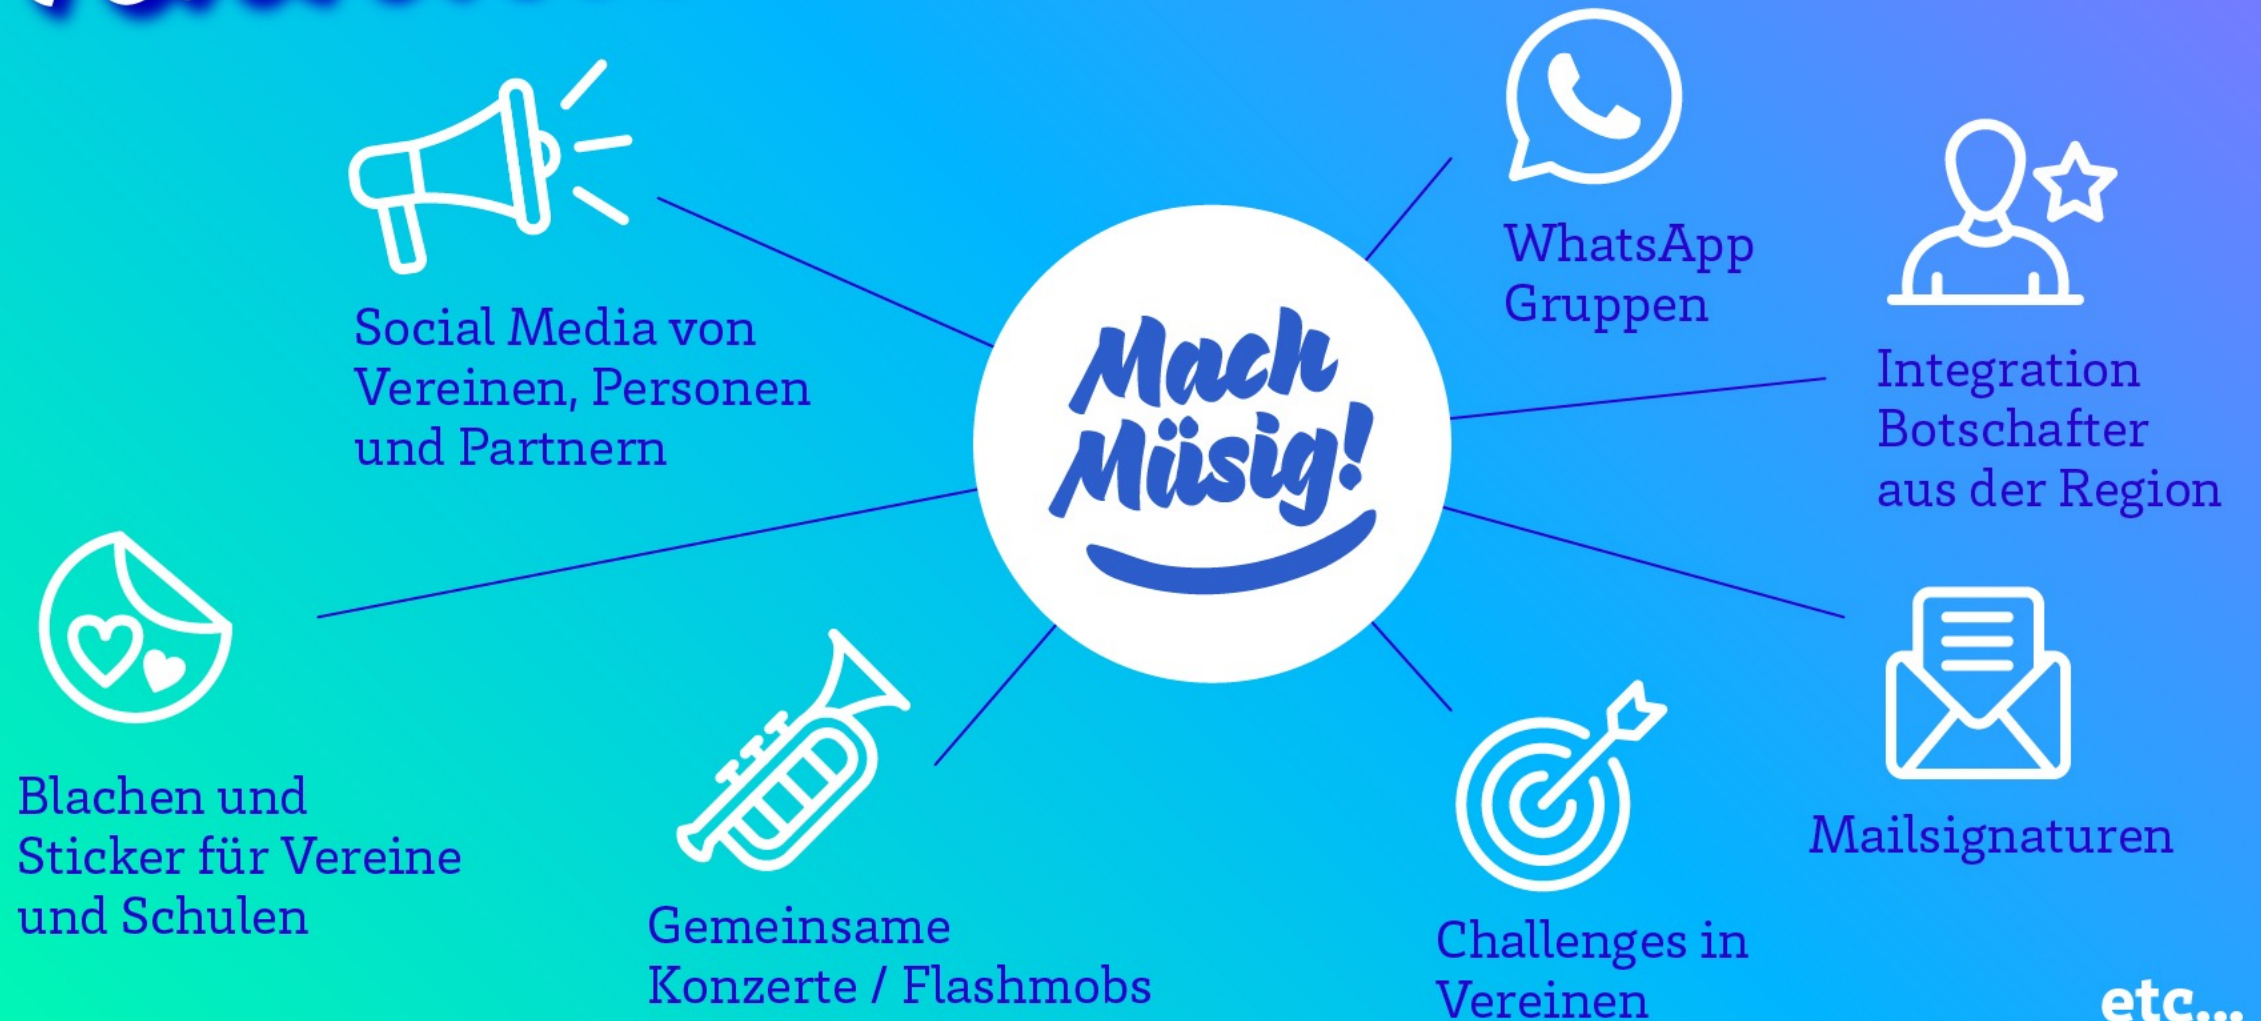 WhatsApp
Gruppen
Social Media von
Vereinen, Personen
und Partnern
Mach
Müsig!
Integration
Botschafter
aus der Region
Blachen und
Sticker für Vereine
und Schulen
Gemeinsame
Konzerte / Flashmobs
Challenges in
Vereinen
Mailsignaturen
etc...